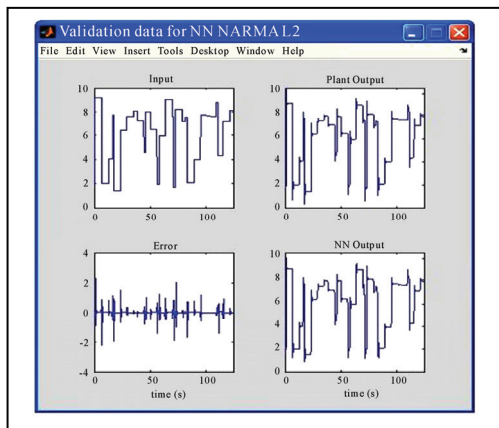 Validation data for NN NARMA L2
File Edit View Insert Tools Desktop Window Help
Input
10
8
6
4
2
0
0 50 100
Plant Output
10
8
6
4
2
0
0 50 100
Error
4
2
0
-2
-4
0 50 100
time (s)
NN Output
10
8
6
4
2
0
0 50 100
time (s)